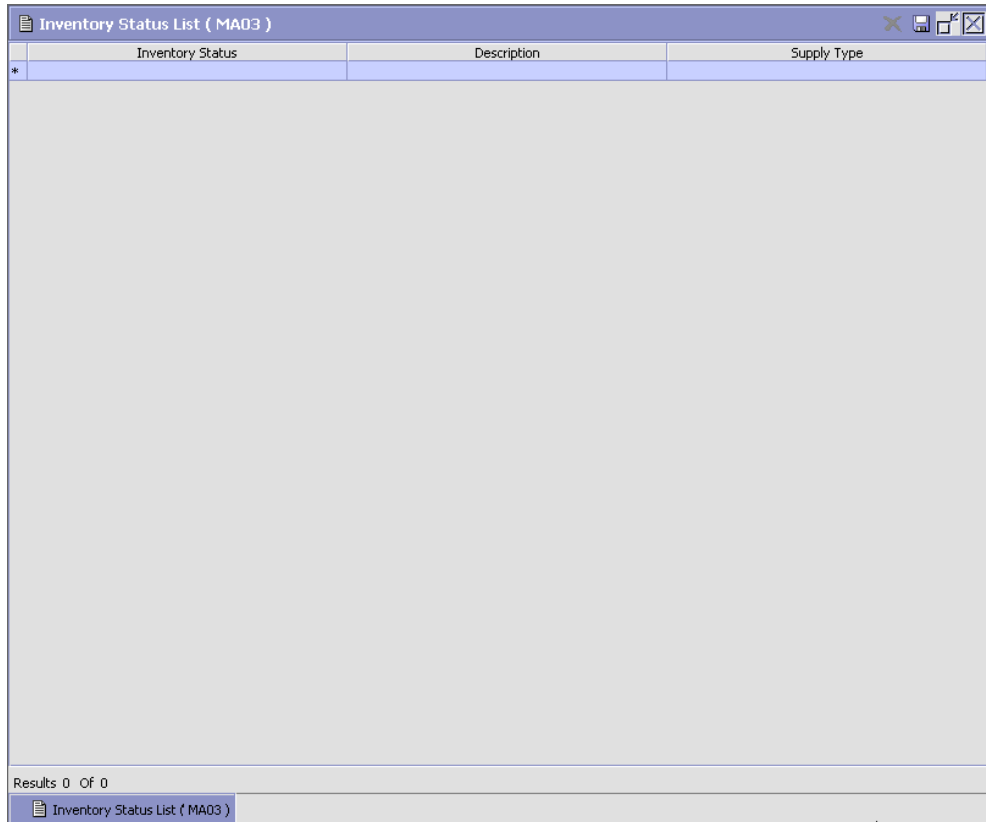 Inventory Status List ( MA03 )
Inventory Status Description Supply Type
*
Results 0 Of 0
Inventory Status List ( MA03 )